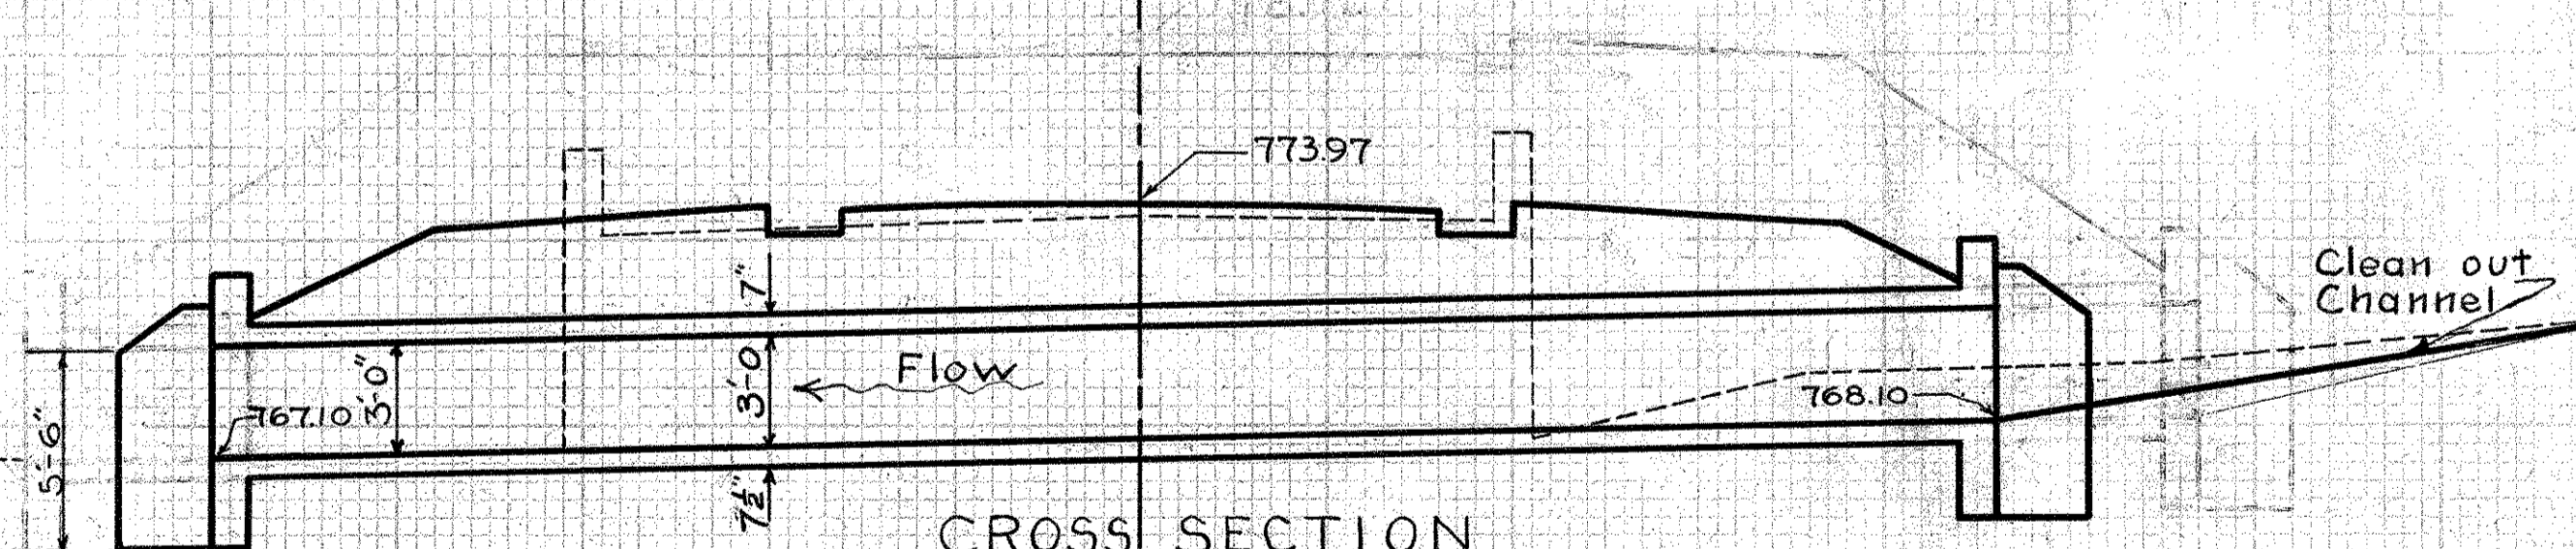 773.97
Clean out
Channel
7"
3'-0"
3'-0
Flow
767.10
768.10
5'-6"
7½"
CROSS SECTION